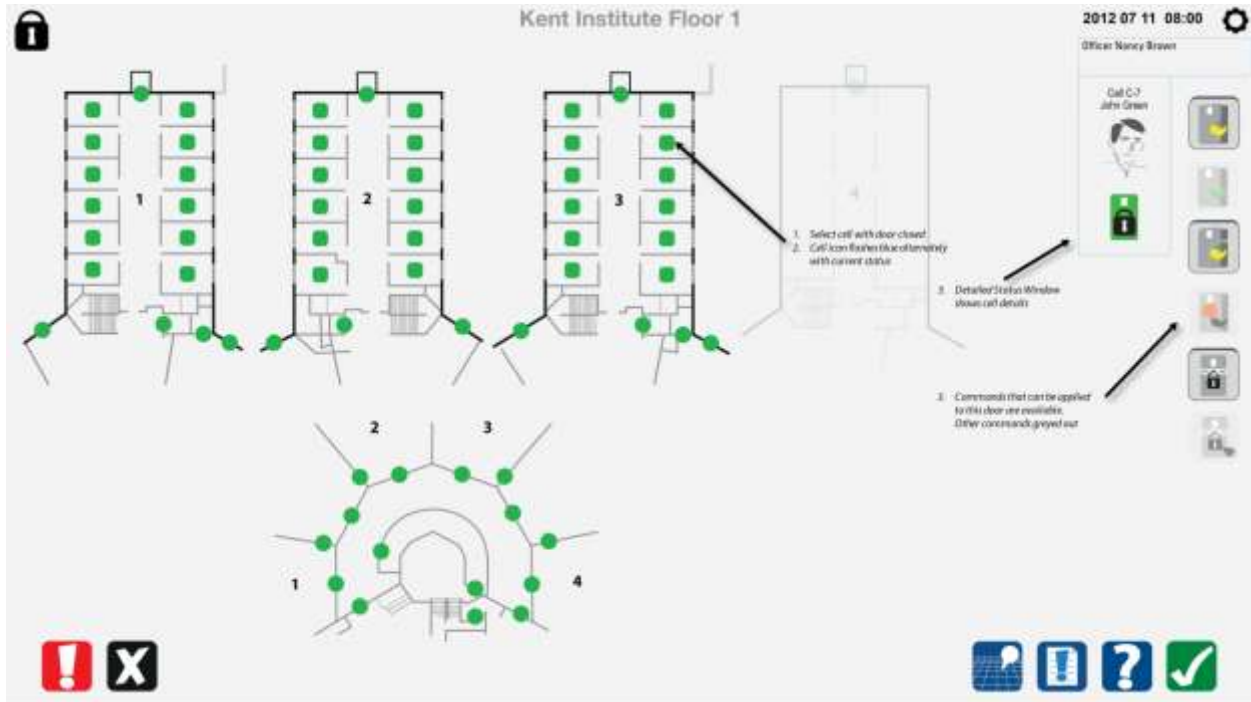 Kent Institute Floor 1
2012 07 11 08:00
Officer Nancy Brown
Cell C-7
John Green
1
2
3
4
1. Select cell with door closed
2. Cell icon flashes blue alternately
with current status
3. Detailed Status Window
shows cell details
3. Commands that can be applied
to this door are available.
Other commands greyed out
2
3
1
4